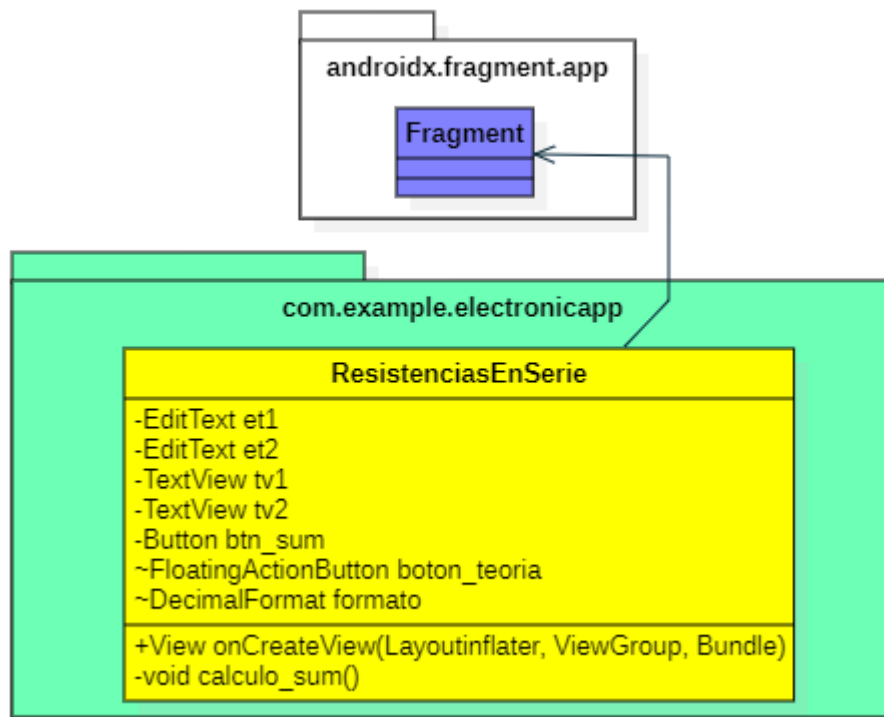 androidx.fragment.app
Fragment
com.example.electronicapp
ResistenciasEnSerie
-EditText et1
-EditText et2
-TextView tv1
-TextView tv2
-Button btn_sum
~FloatingActionButton boton_teoria
~DecimalFormat formato
+View onCreateView(Layoutinflater, ViewGroup, Bundle)
-void calculo_sum()